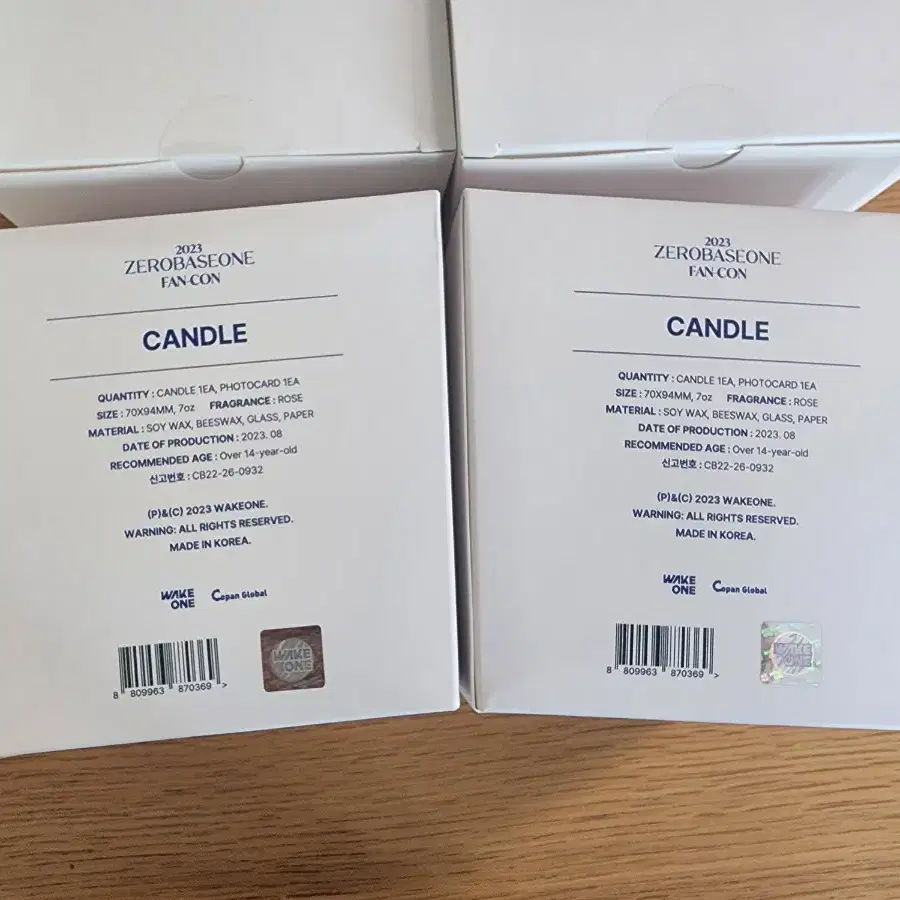 2023
ZEROBASEONE
FAN-CON
CANDLE
QUANTITY : CANDLE 1EA, PHOTOCARD 1EA
SIZE : 70X94MM, 7oz FRAGRANCE : ROSE
MATERIAL : SOY WAX, BEESWAX, GLASS, PAPER
DATE OF PRODUCTION : 2023. 08
RECOMMENDED AGE : Over 14-year-old
신고번호 : CB22-26-0932
(P)&(C) 2023 WAKEONE.
WARNING: ALL RIGHTS RESERVED.
MADE IN KOREA.
WAKE
ONE
Copan Global
8 809963 870369 >
WAKE
ONE
2023
ZEROBASEONE
FAN-CON
CANDLE
QUANTITY : CANDLE 1EA, PHOTOCARD 1EA
SIZE : 70X94MM, 7oz FRAGRANCE : ROSE
MATERIAL : SOY WAX, BEESWAX, GLASS, PAPER
DATE OF PRODUCTION : 2023. 08
RECOMMENDED AGE : Over 14-year-old
신고번호 : CB22-26-0932
(P)&(C) 2023 WAKEONE.
WARNING: ALL RIGHTS RESERVED.
MADE IN KOREA.
WAKE
ONE
Copan Global
8 809963 870369 >
WAKE
ONE